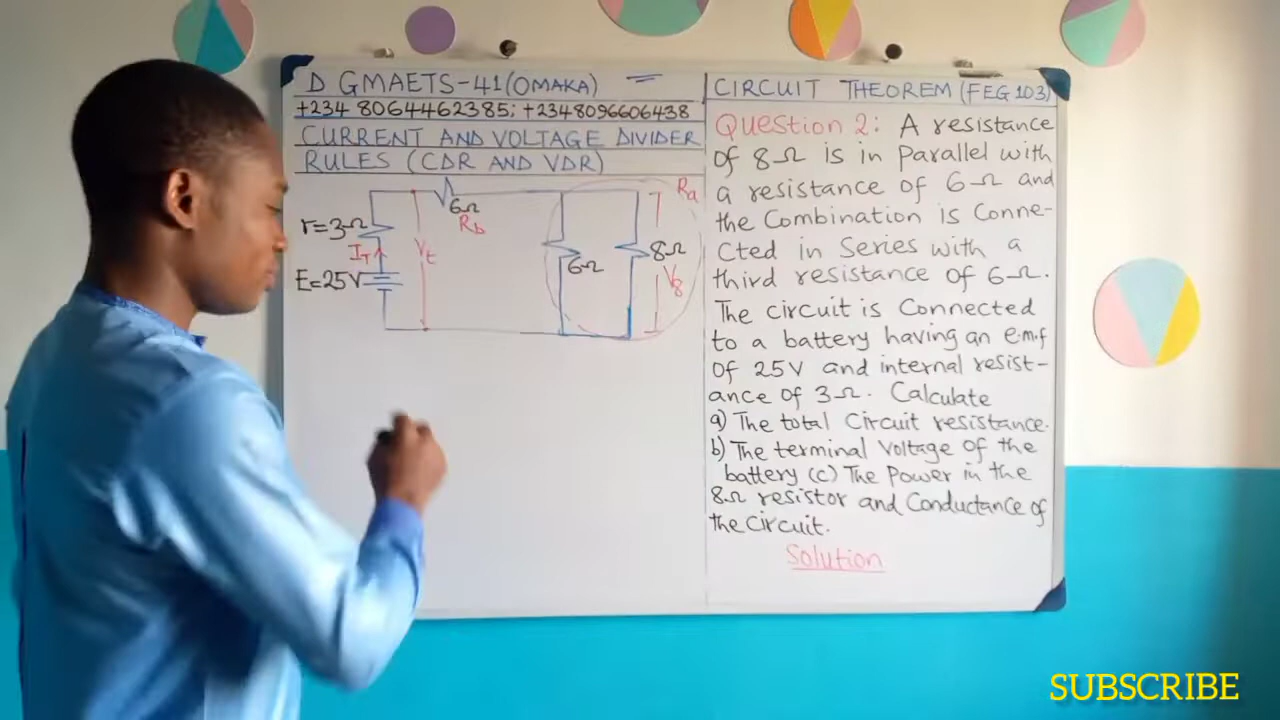 D GMAETS-41(OMAKA)
+234 8064462385; +2348096606438
CURRENT AND VOLTAGE DIVIDER
RULES (CDR AND VDR)
6Ω
Rb
Ra
r=3Ω
IT
Vt
E=25V
6Ω
8Ω
V8
CIRCUIT THEOREM (FEG 103)
Question 2: A resistance
of 8Ω is in parallel with
a resistance of 6Ω and
the Combination is Conne-
cted in Series with a
third resistance of 6Ω.
The circuit is Connected
to a battery having an e.m.f
of 25V and internal resist-
ance of 3Ω. Calculate
a) The total Circuit resistance.
b) The terminal Voltage of the
battery (c) The Power in the
8Ω resistor and Conductance of
the Circuit.
Solution
SUBSCRIBE